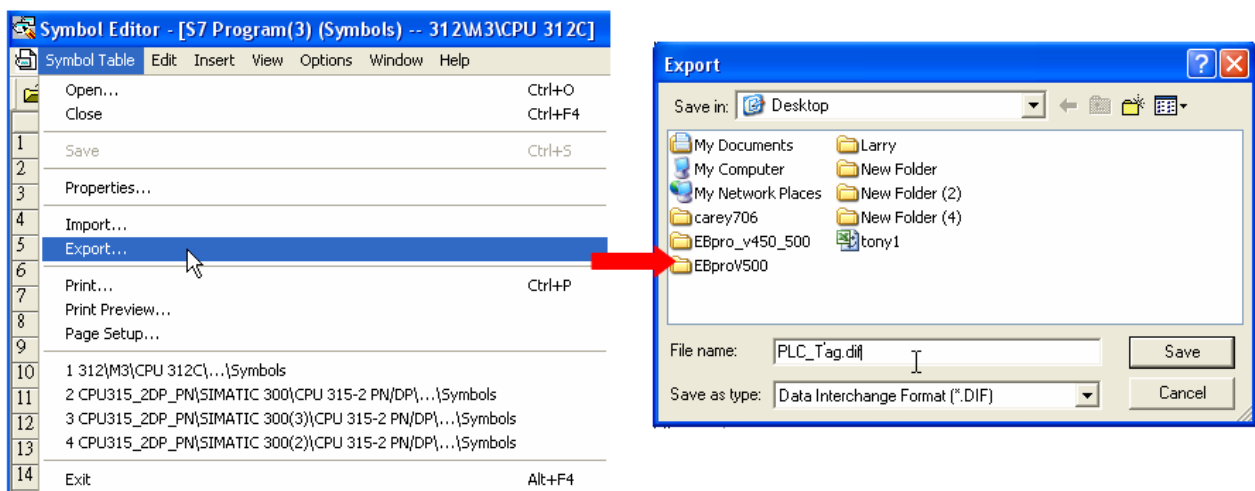 Symbol Editor - [S7 Program(3) (Symbols) -- 312\M3\CPU 312C]
Symbol Table Edit Insert View Options Window Help
Open... Ctrl+O
Close Ctrl+F4
Save Ctrl+S
Properties...
Import...
Export...
Print... Ctrl+P
Print Preview...
Page Setup...
1 312\M3\CPU 312C\...\Symbols
2 CPU315_2DP_PN\SIMATIC 300\CPU 315-2 PN/DP\...\Symbols
3 CPU315_2DP_PN\SIMATIC 300(3)\CPU 315-2 PN/DP\...\Symbols
4 CPU315_2DP_PN\SIMATIC 300(2)\CPU 315-2 PN/DP\...\Symbols
Exit Alt+F4
1
2
3
4
5
6
7
8
9
10
11
12
13
14
Export
Save in: Desktop
My Documents
My Computer
My Network Places
carey706
EBpro_v450_500
EBproV500
Larry
New Folder
New Folder (2)
New Folder (4)
tony1
File name: PLC_Tag.dif
Save
Save as type: Data Interchange Format (*.DIF)
Cancel